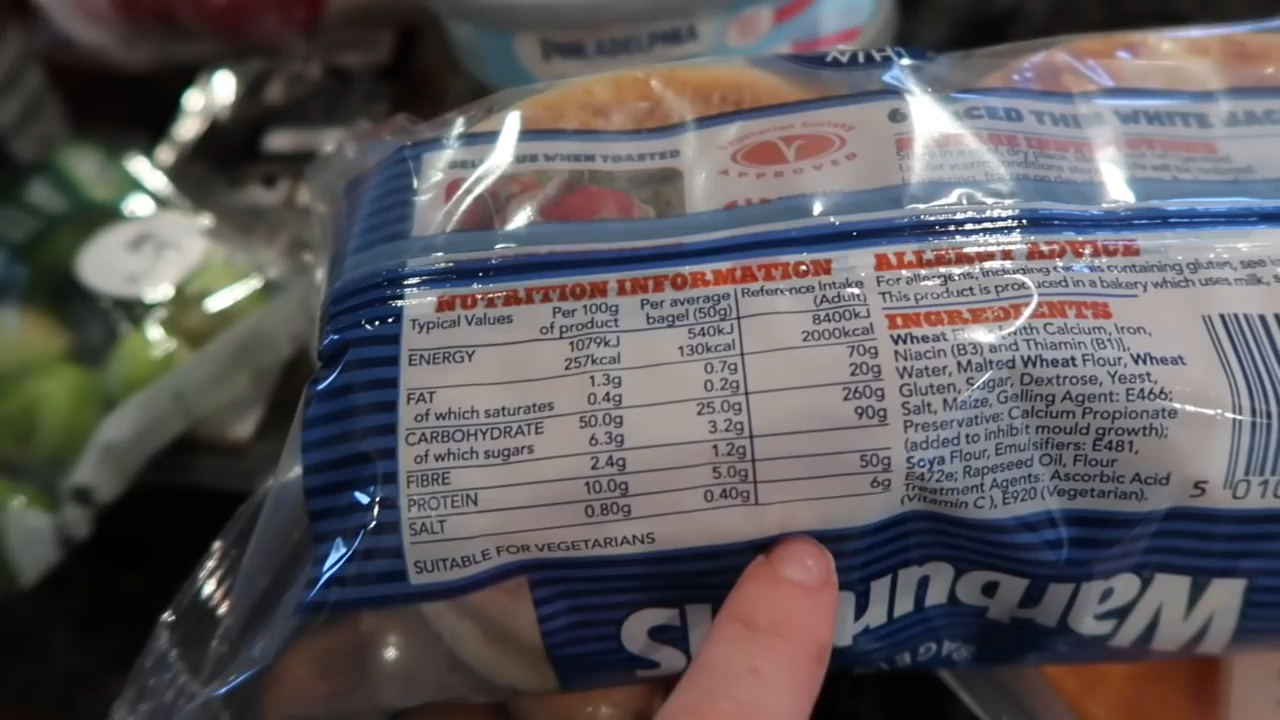 PHILADELPHIA
THIN
DELICIOUS WHEN TOASTED
Vegetarian Society
APPROVED
6 SLICED THIN WHITE BAG
NUTRITION INFORMATION
Typical Values Per 100g of product Per average bagel (50g) Reference Intake (Adult)
ENERGY 1079kJ 540kJ 8400kJ
257kcal 130kcal 2000kcal
FAT 1.3g 0.7g 70g
of which saturates 0.4g 0.2g 20g
CARBOHYDRATE 50.0g 25.0g 260g
of which sugars 6.3g 3.2g 90g
FIBRE 2.4g 1.2g
PROTEIN 10.0g 5.0g 50g
SALT 0.80g 0.40g 6g
SUITABLE FOR VEGETARIANS
ALLERGY ADVICE
For allergens, including cereals containing gluten, see
This product is produced in a bakery which uses milk,
INGREDIENTS
Wheat Flour [with Calcium, Iron,
Niacin (B3) and Thiamin (B1)],
Water, Malted Wheat Flour, Wheat
Gluten, Sugar, Dextrose, Yeast,
Salt, Maize, Gelling Agent: E466;
Preservative: Calcium Propionate
(added to inhibit mould growth);
Soya Flour, Emulsifiers: E481,
E472e; Rapeseed Oil, Flour
Treatment Agents: Ascorbic Acid
(Vitamin C), E920 (Vegetarian).
5 010
Warburtons